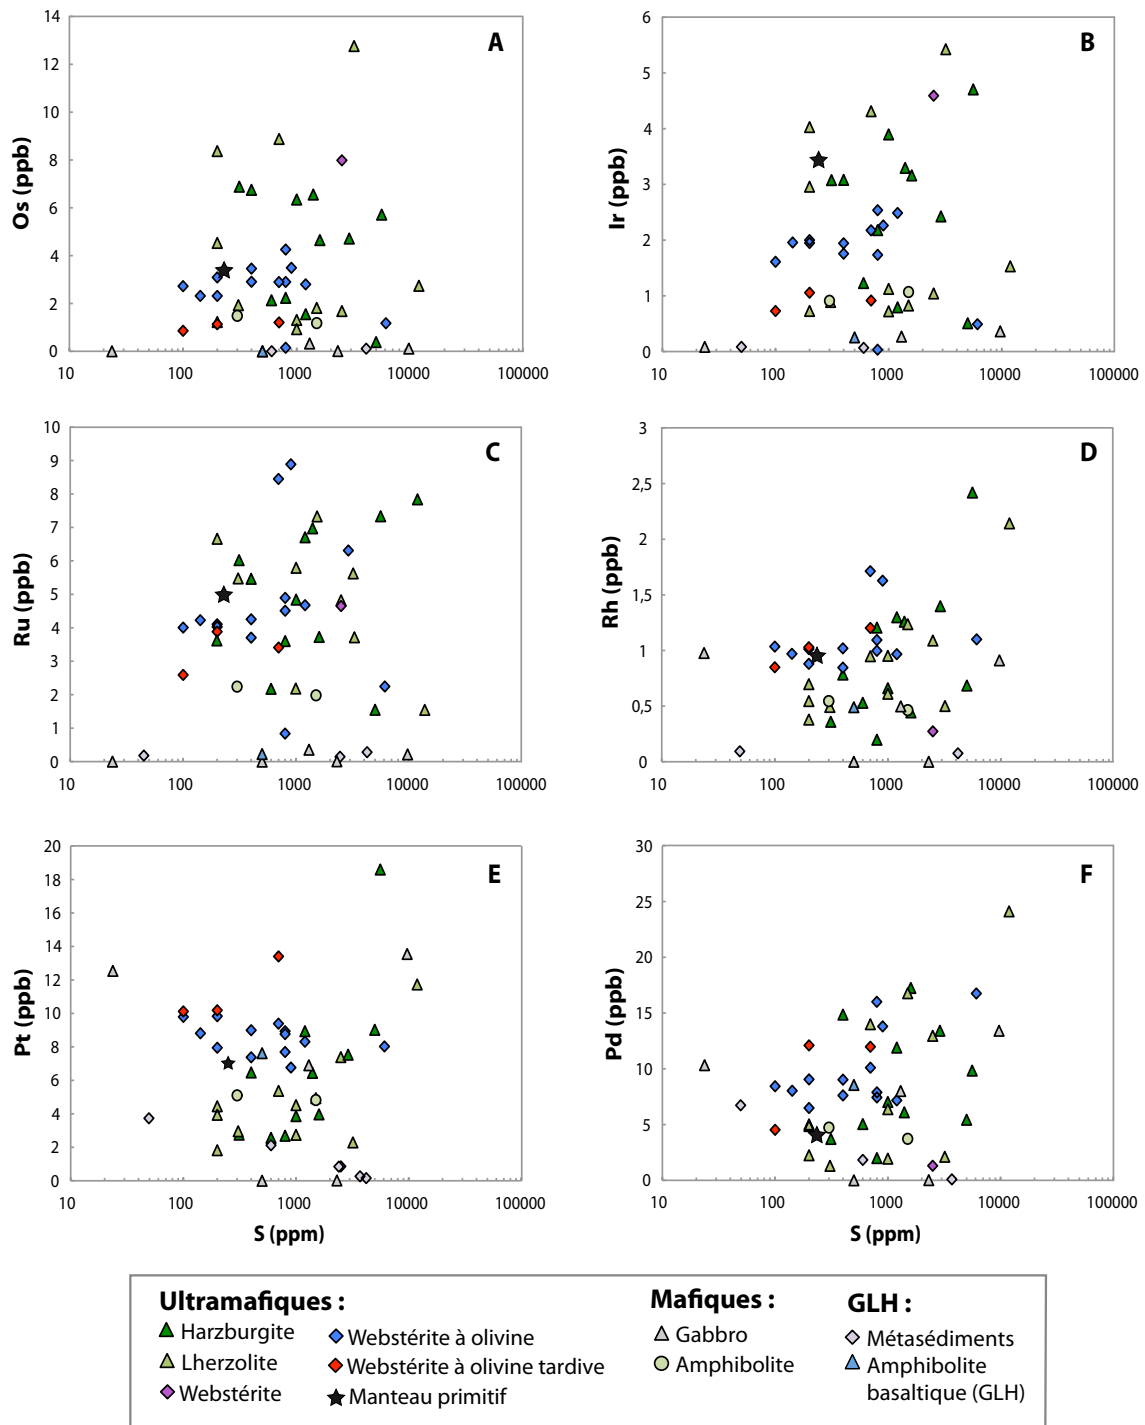 A
Os (ppb)
14
12
10
8
6
4
2
0
10 100 1000 10000 100000
B
Ir (ppb)
6
5
4
3
2
1
0
10 100 1000 10000 100000
C
Ru (ppb)
10
9
8
7
6
5
4
3
2
1
0
10 100 1000 10000 100000
D
Rh (ppb)
3
2,5
2
1,5
1
0,5
0
10 100 1000 10000 100000
E
Pt (ppb)
20
18
16
14
12
10
8
6
4
2
0
10 100 1000 10000 100000
S (ppm)
F
Pd (ppb)
30
25
20
15
10
5
0
10 100 1000 10000 100000
S (ppm)
Ultramafiques :
Harzburgite
Lherzolite
Webstérite
Webstérite à olivine
Webstérite à olivine tardive
Manteau primitif
Mafiques :
Gabbro
Amphibolite
GLH :
Métasédiments
Amphibolite
basaltique (GLH)